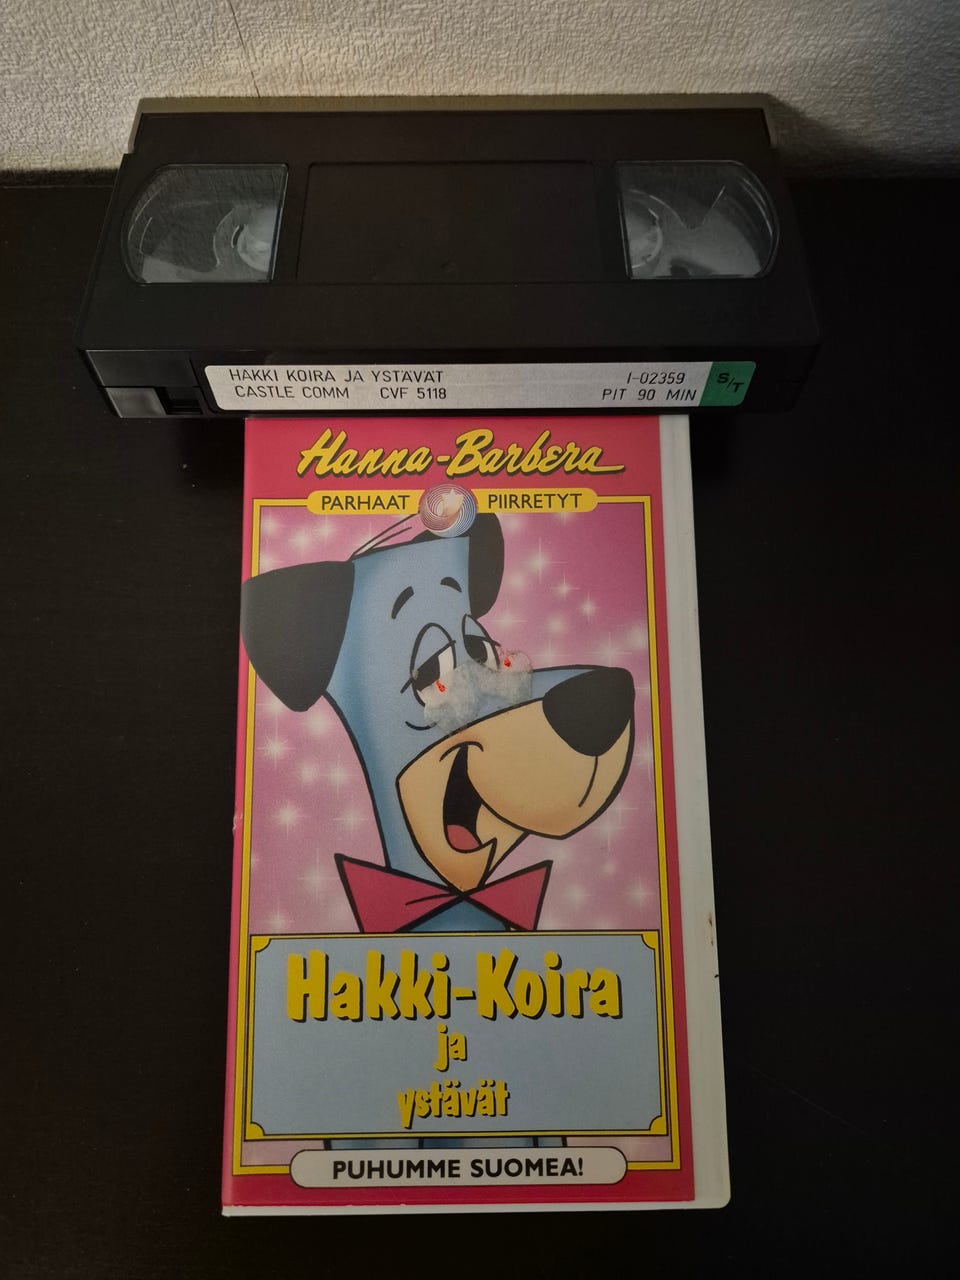 HAKKI KOIRA JA YSTÄVÄT I-02359 S/T
CASTLE COMM CVF 5118 PIT 90 MIN
Hanna-Barbera
PARHAAT PIIRRETYT
Hakki-Koira
ja
ystävät
PUHUMME SUOMEA!